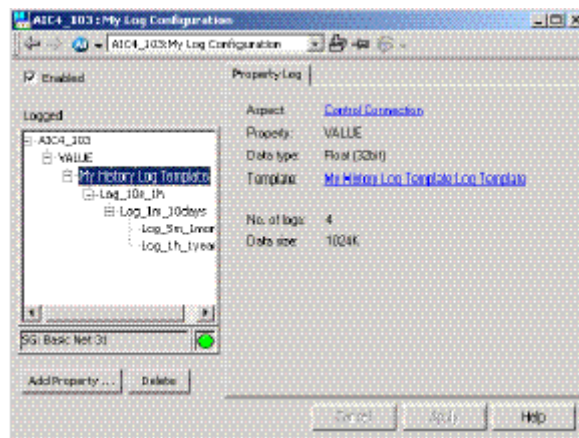 AIC4_103 : My Log Configuration
AIC4_103:My Log Configuration
Enabled
Property Log
Logged
AIC4_103
VALUE
My History Log Template
Log_10s_1h
Log_1m_10days
Log_5m_1mor
Log_1h_1year
Aspect: Control Connection
Property: VALUE
Data type: Float (32bit)
Template: My History Log Template Log Template
No. of logs: 4
Data size: 1024K
SG: Basic Net 31
Add Property ...
Delete
Cancel
Apply
Help